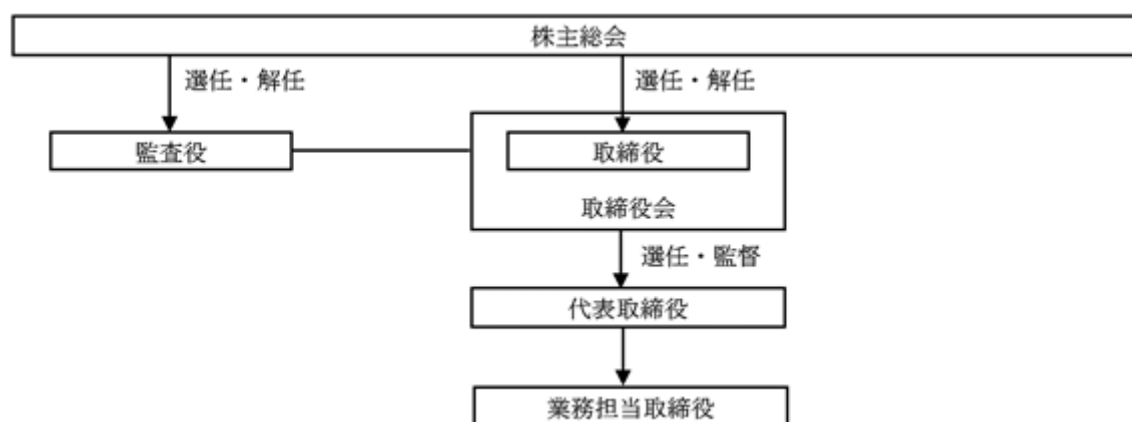 株主総会
選任・解任
選任・解任
監査役
取締役
取締役会
選任・監督
代表取締役
業務担当取締役